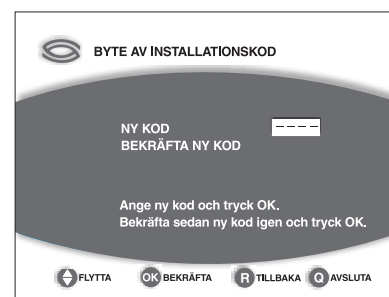 BYTE AV INSTALLATIONSKOD
NY KOD ----
BEKRÄFTA NY KOD
Ange ny kod och tryck OK.
Bekräfta sedan ny kod igen och tryck OK.
FLYTTA OK BEKRÄFTA R TILLBAKA Q AVSLUTA